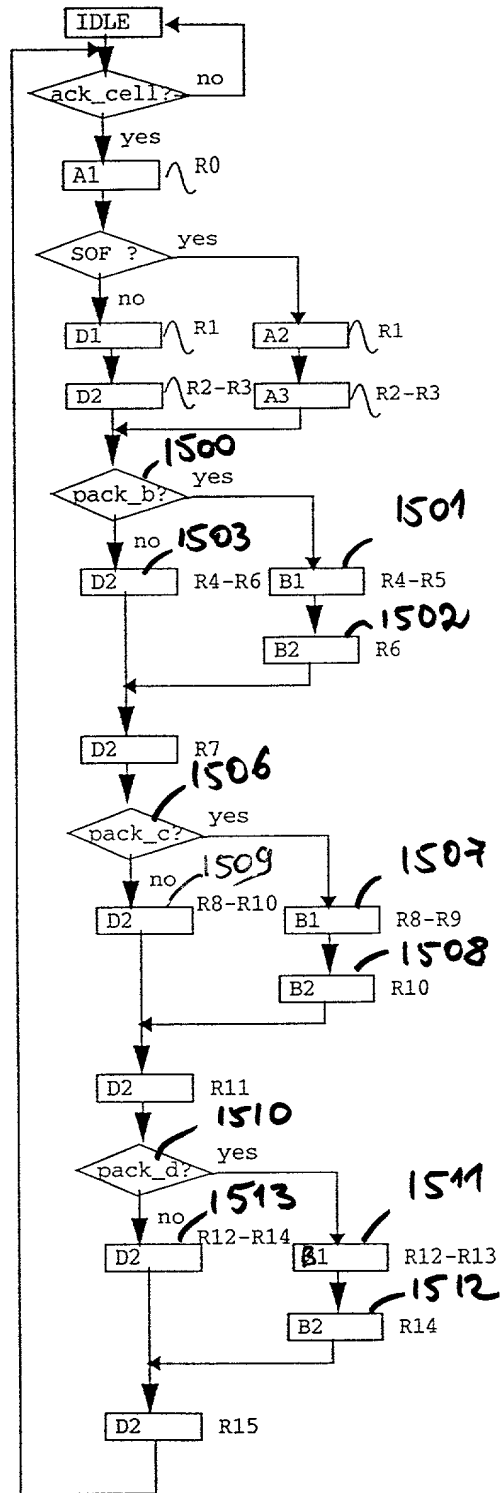 IDLE
ack_cell? no
yes
A1 R0
SOF ? yes
no
D1 R1 A2 R1
D2 R2-R3 A3 R2-R3
1500
pack_b? yes
1501
no 1503
D2 R4-R6 B1 R4-R5
1502
B2 R6
D2 R7
1506
pack_c? yes
1507
no 1509
D2 R8-R10 B1 R8-R9
1508
B2 R10
D2 R11
1510
pack_d? yes
1511
no 1513
D2 R12-R14 B1 R12-R13
1512
B2 R14
D2 R15